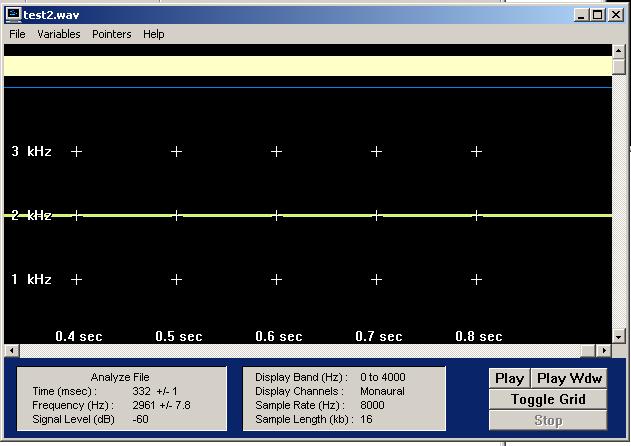 test2.wav
File Variables Pointers Help
3 kHz
2 kHz
1 kHz
0.4 sec 0.5 sec 0.6 sec 0.7 sec 0.8 sec
Analyze File
Time (msec) : 332 +/- 1
Frequency (Hz) : 2961 +/- 7.8
Signal Level (dB) -60
Display Band (Hz) : 0 to 4000
Display Channels : Monaural
Sample Rate (Hz) : 8000
Sample Length (kb) : 16
Play Play Wdw
Toggle Grid
Stop